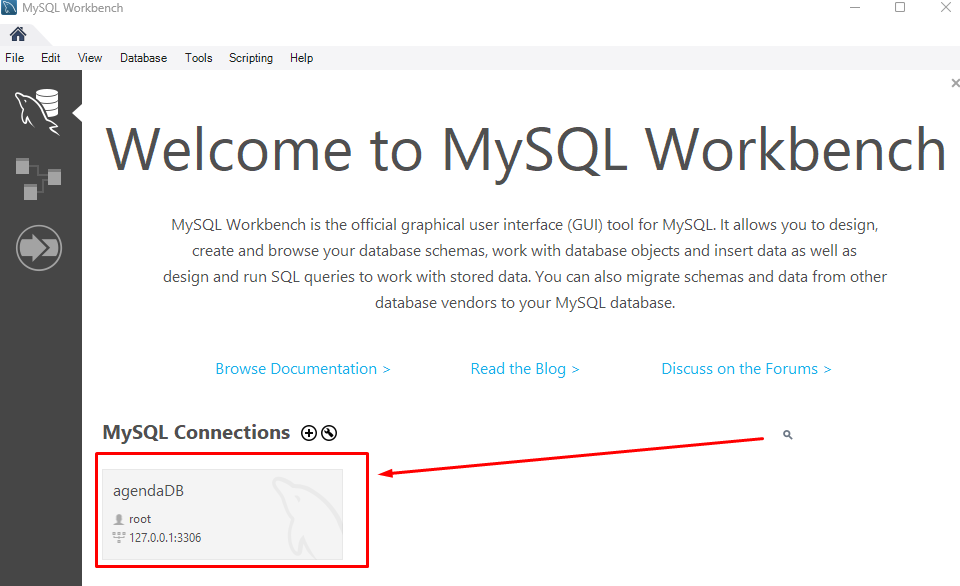 MySQL Workbench
File Edit View Database Tools Scripting Help
Welcome to MySQL Workbench
MySQL Workbench is the official graphical user interface (GUI) tool for MySQL. It allows you to design,
create and browse your database schemas, work with database objects and insert data as well as
design and run SQL queries to work with stored data. You can also migrate schemas and data from other
database vendors to your MySQL database.
Browse Documentation > Read the Blog > Discuss on the Forums >
MySQL Connections
agendaDB
root
127.0.0.1:3306